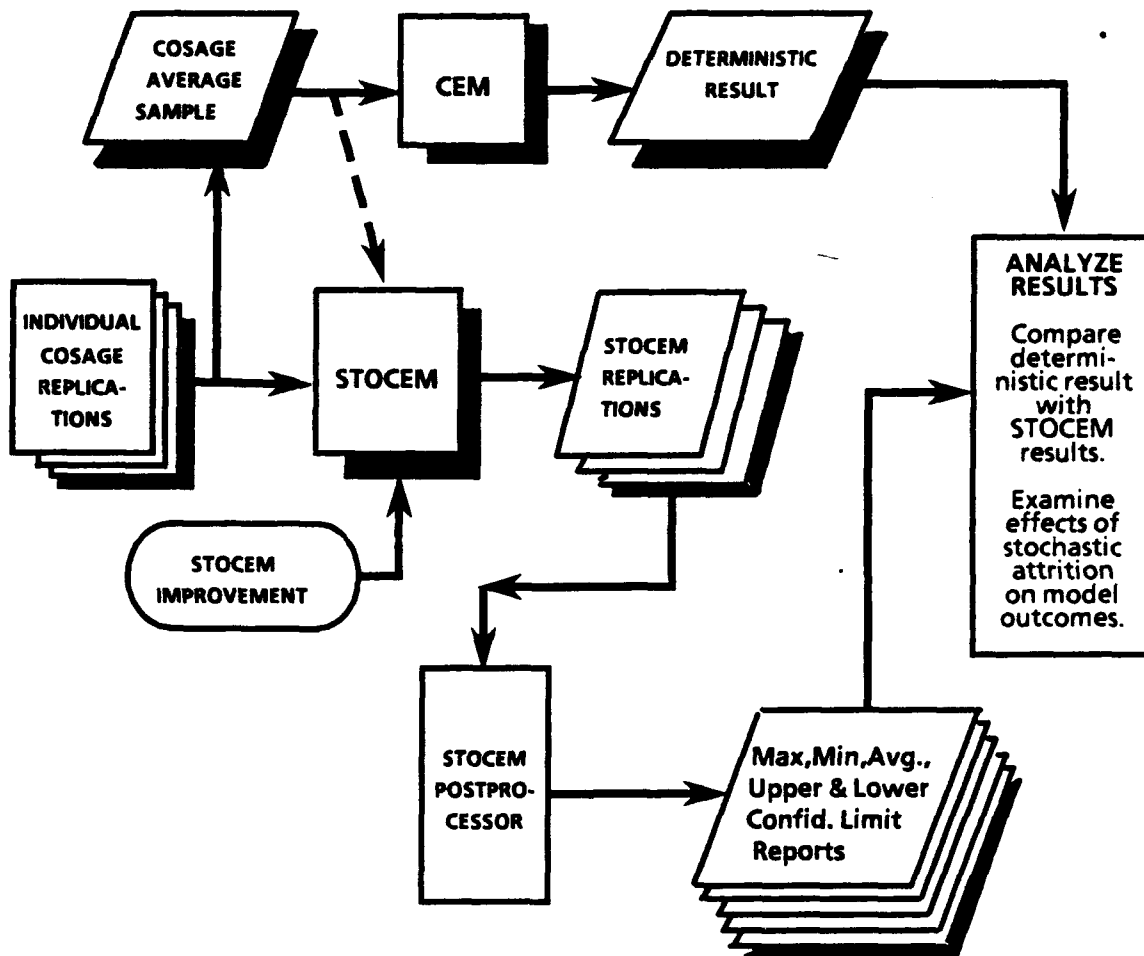 COSAGE
AVERAGE
SAMPLE
CEM
DETERMINISTIC
RESULT
INDIVIDUAL
COSAGE
REPLICA-
TIONS
STOCEM
STOCEM
REPLICA-
TIONS
ANALYZE
RESULTS
Compare
determi-
nistic result
with
STOCEM
results.
Examine
effects of
stochastic
attrition
on model
outcomes.
STOCEM
IMPROVEMENT
STOCEM
POSTPRO-
CESSOR
Max,Min,Avg.,
Upper & Lower
Confid. Limit
Reports